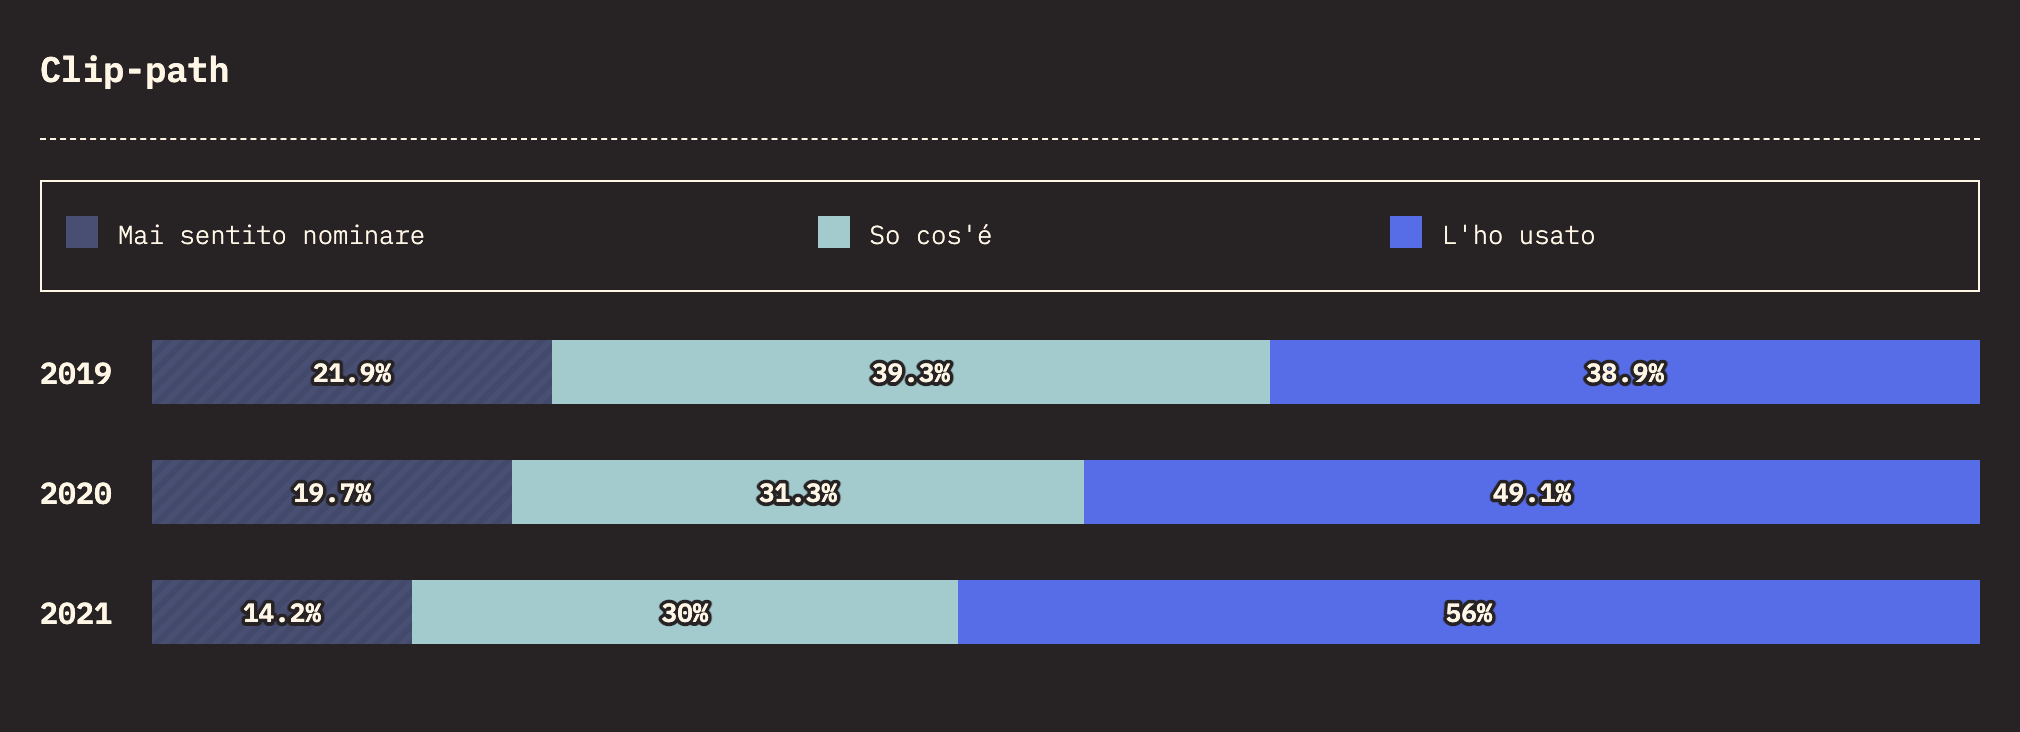 Clip-path
Mai sentito nominare So cos'é L'ho usato
2019 21.9% 39.3% 38.9%
2020 19.7% 31.3% 49.1%
2021 14.2% 30% 56%